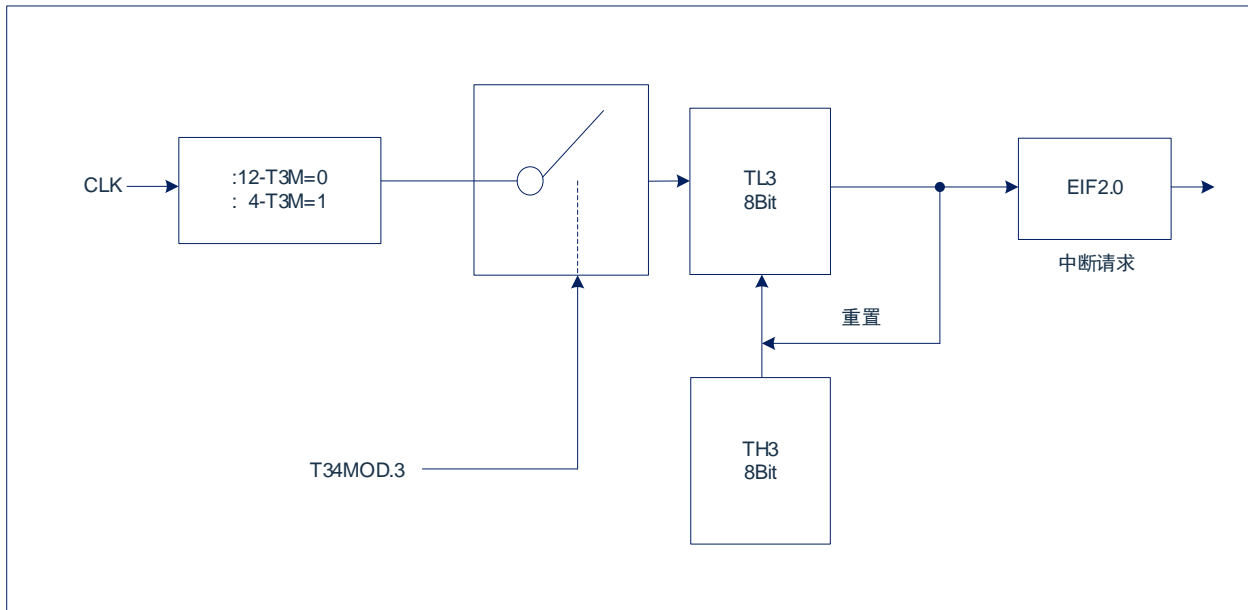 CLK
:12-T3M=0
: 4-T3M=1
TL3
8Bit
EIF2.0
中断请求
重置
TH3
8Bit
T34MOD.3